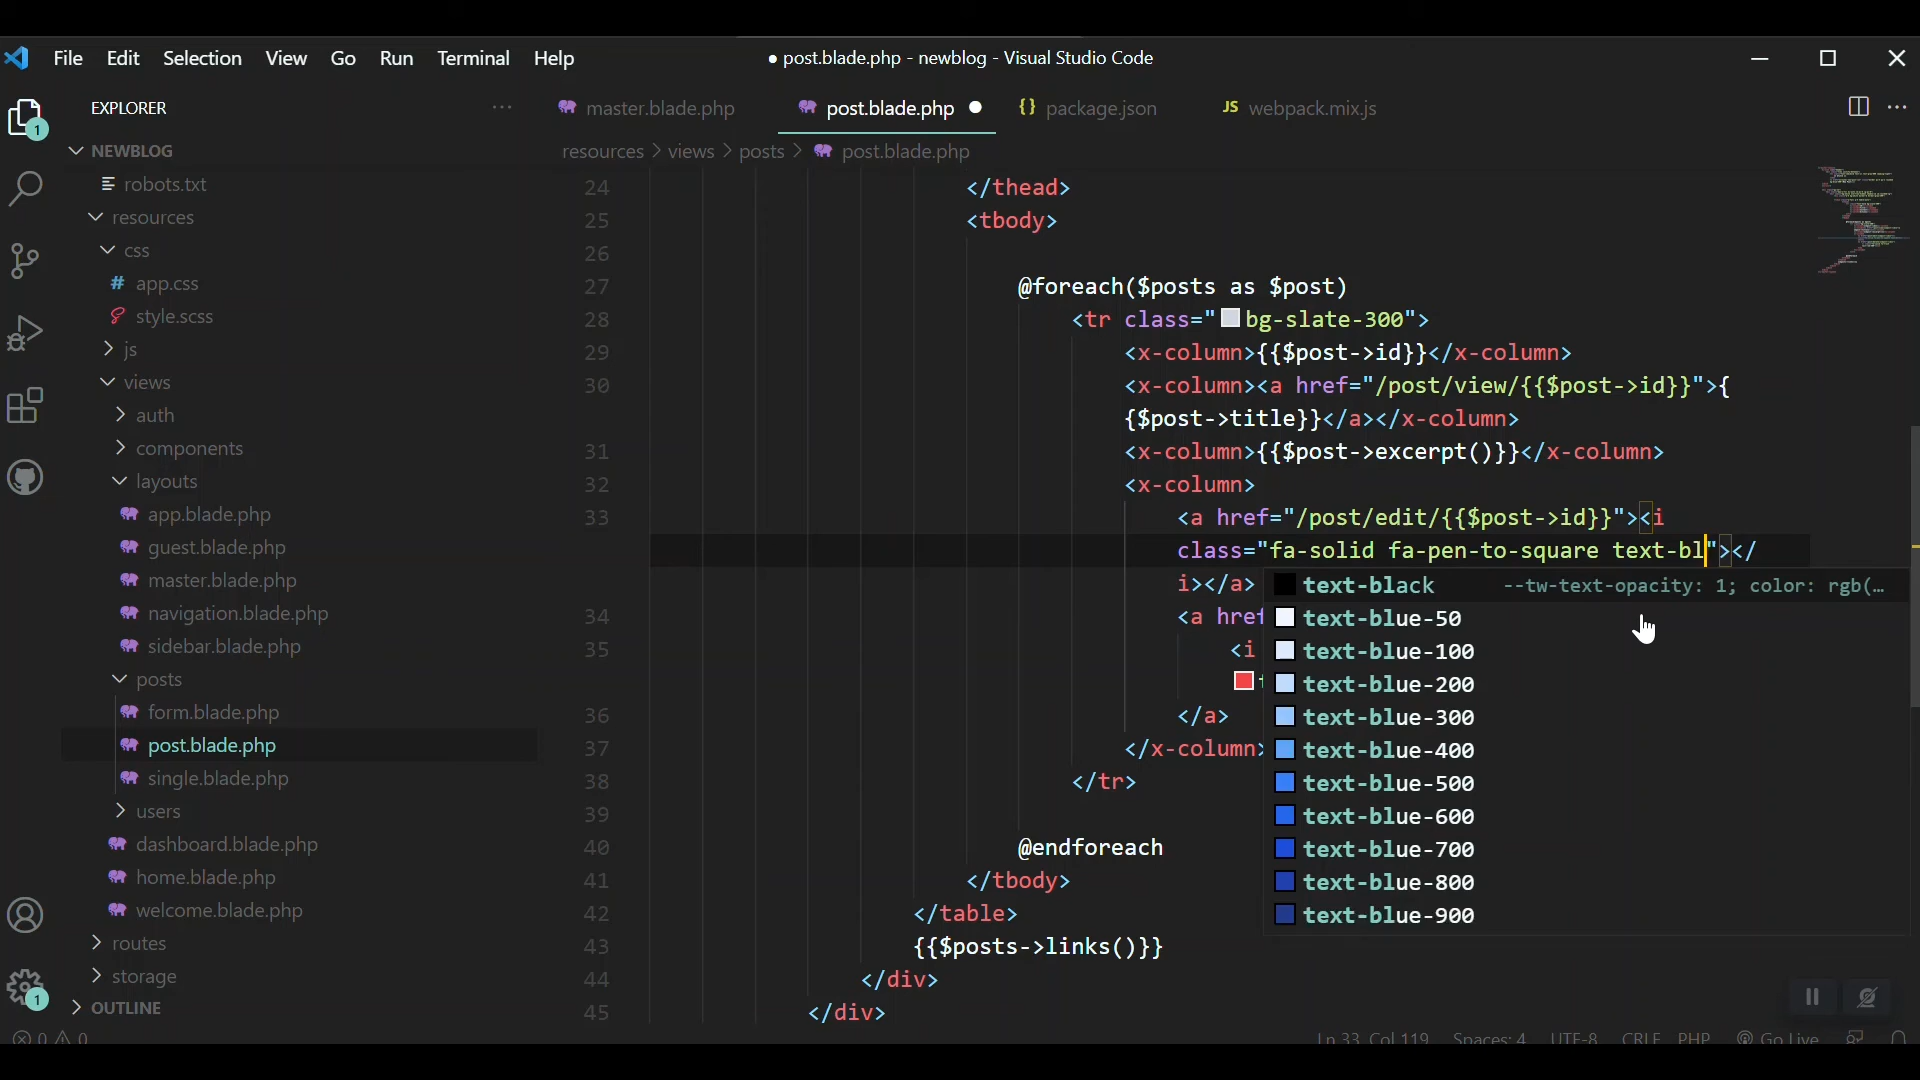 File Edit Selection View Go Run Terminal Help
● post.blade.php - newblog - Visual Studio Code
EXPLORER
···
master.blade.php
post.blade.php
{} package.json
JS webpack.mix.js
···
1
NEWBLOG
robots.txt
resources
css
# app.css
style.scss
js
views
auth
components
layouts
app.blade.php
guest.blade.php
master.blade.php
navigation.blade.php
sidebar.blade.php
posts
form.blade.php
post.blade.php
single.blade.php
users
dashboard.blade.php
home.blade.php
welcome.blade.php
routes
storage
OUTLINE
1
resources > views > posts > post.blade.php
24 </thead>
25 <tbody>
26
27 @foreach($posts as $post)
28 <tr class="bg-slate-300">
29 <x-column>{{$post->id}}</x-column>
30 <x-column><a href="/post/view/{{$post->id}}">{
{$post->title}}</a></x-column>
31 <x-column>{{$post->excerpt()}}</x-column>
32 <x-column>
33 <a href="/post/edit/{{$post->id}}"><i
class="fa-solid fa-pen-to-square text-bl"></
i></a>
34 <a href
35 <i
36 </a>
37 </x-column>
38 </tr>
39
40 @endforeach
41 </tbody>
42 </table>
43 {{$posts->links()}}
44 </div>
45 </div>
text-black --tw-text-opacity: 1; color: rgb(…
text-blue-50
text-blue-100
text-blue-200
text-blue-300
text-blue-400
text-blue-500
text-blue-600
text-blue-700
text-blue-800
text-blue-900
0 0
Ln 33, Col 119 Spaces: 4 UTF-8 CRLF PHP Go Live